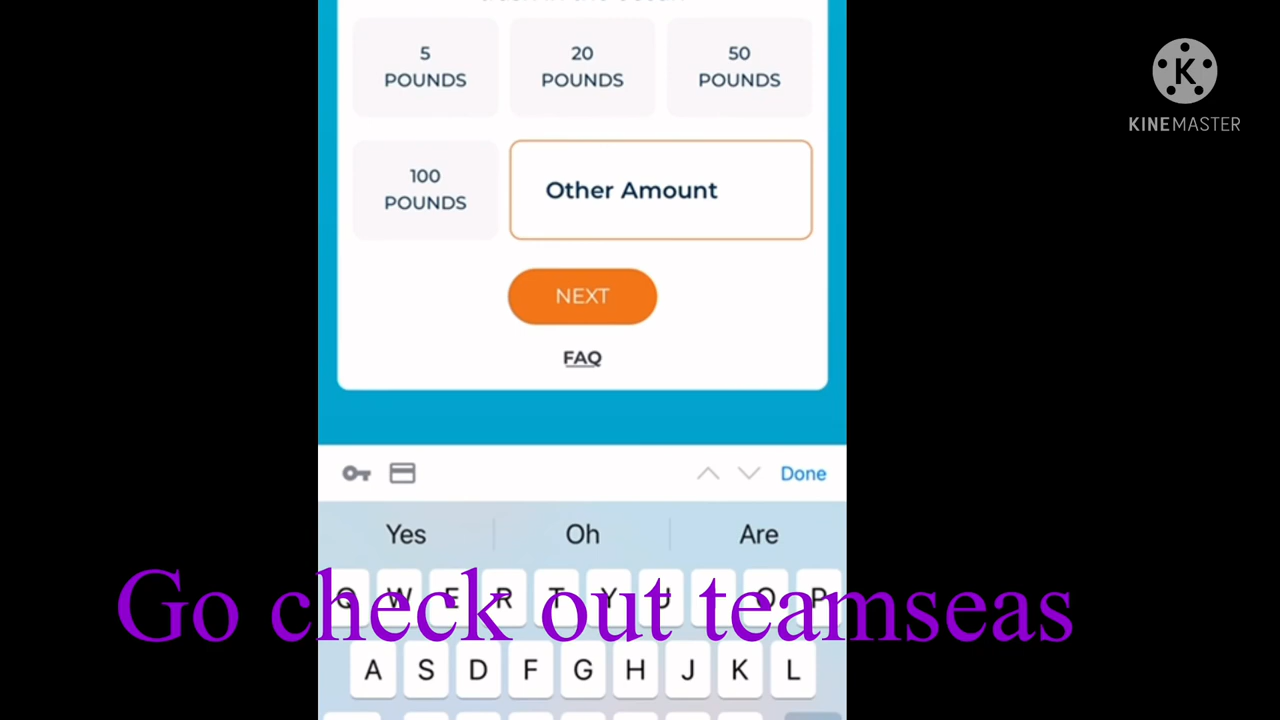 5
POUNDS
20
POUNDS
50
POUNDS
100
POUNDS
Other Amount
NEXT
FAQ
Done
Yes
Oh
Are
Q W E R T Y U O P
Go check out teamseas
A S D F G H J K L
K
KINEMASTER